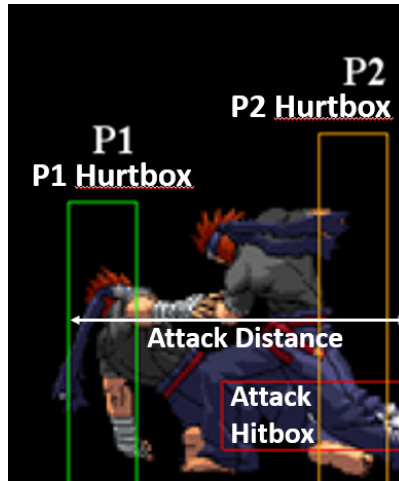 P2
P2 Hurtbox
P1
P1 Hurtbox
Attack Distance
Attack
Hitbox